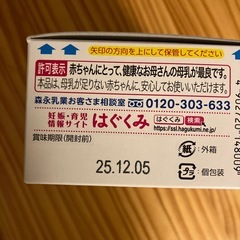 矢印の方向を上にして保管してください
許可表示
赤ちゃんにとって、健康なお母さんの母乳が最良です。
本品は、母乳が足りない赤ちゃんに、安心してお使いいただけます。
森永乳業お客さま相談室
0120-303-633
妊娠・育児
情報サイト
はぐくみ
はぐくみ
検索
https://ssl.hagukumi.ne.jp/
賞味期限(開封前)
25.12.05
紙
:外箱
プラ
:個包装